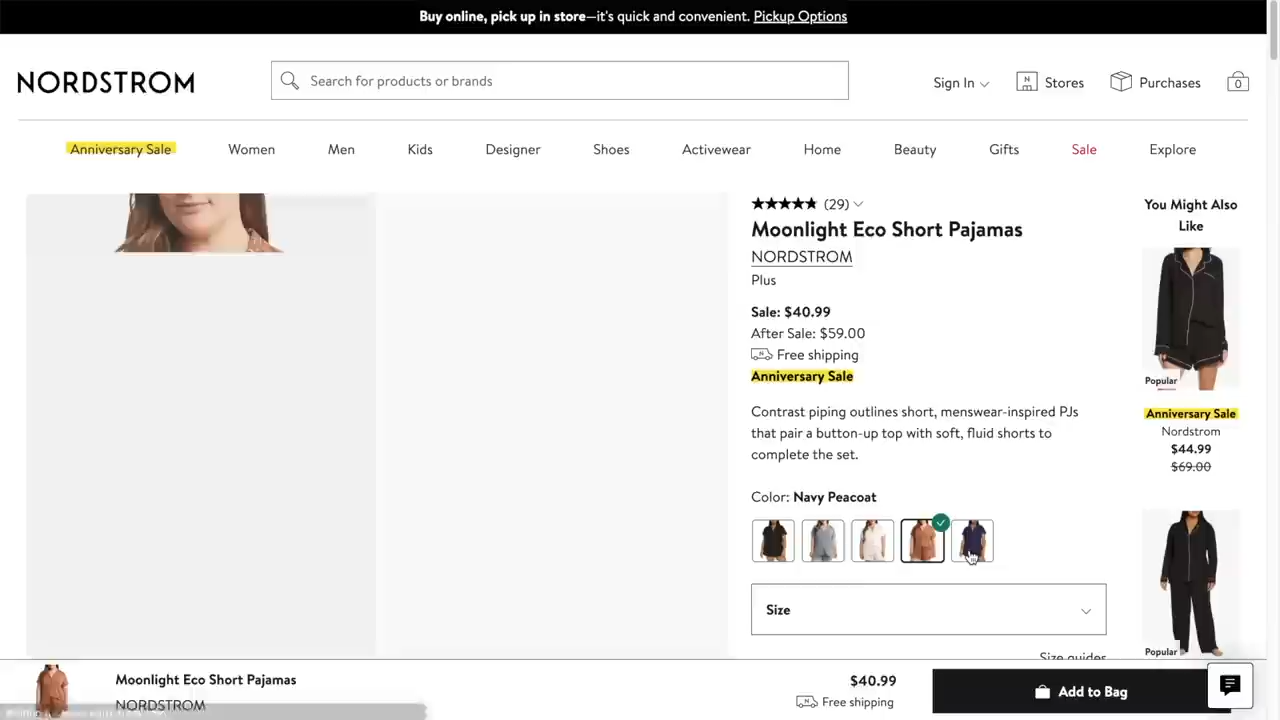 Buy online, pick up in store—it's quick and convenient. Pickup Options
NORDSTROM
Search for products or brands
Sign In
N
m
Stores
Purchases
0
Anniversary Sale
Women
Men
Kids
Designer
Shoes
Activewear
Home
Beauty
Gifts
Sale
Explore
(29)
Moonlight Eco Short Pajamas
NORDSTROM
Plus
Sale: $40.99
After Sale: $59.00
Free shipping
Anniversary Sale
Contrast piping outlines short, menswear-inspired PJs
that pair a button-up top with soft, fluid shorts to
complete the set.
Color: Navy Peacoat
Size
Size guides
You Might Also
Like
Popular
Anniversary Sale
Nordstrom
$44.99
$69.00
Popular
Moonlight Eco Short Pajamas
NORDSTROM
$40.99
Free shipping
Add to Bag